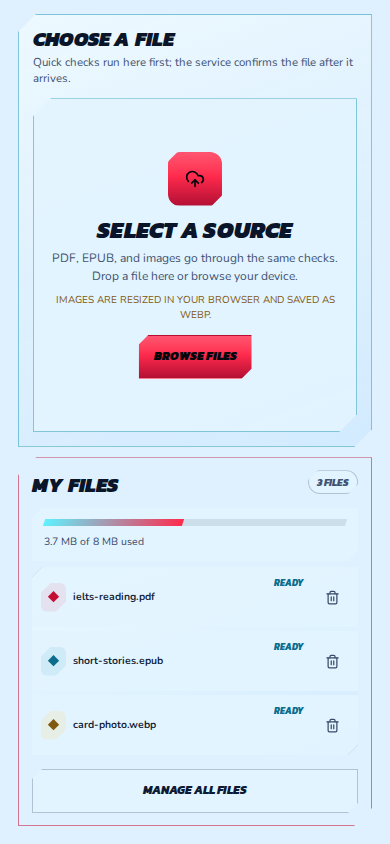 CHOOSE A FILE
Quick checks run here first; the service confirms the file after it
arrives.
SELECT A SOURCE
PDF, EPUB, and images go through the same checks.
Drop a file here or browse your device.
IMAGES ARE RESIZED IN YOUR BROWSER AND SAVED AS
WEBP.
BROWSE FILES
MY FILES
3 FILES
3.7 MB of 8 MB used
READY
ielts-reading.pdf
READY
short-stories.epub
READY
card-photo.webp
MANAGE ALL FILES